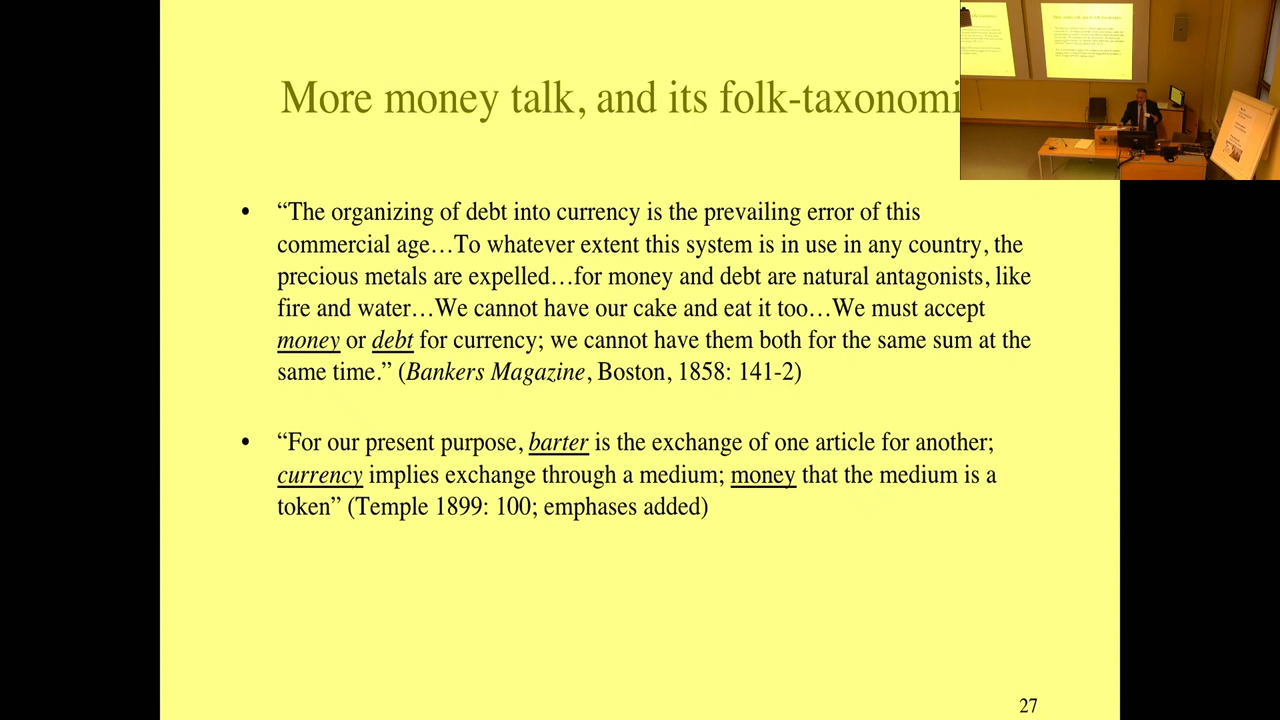 More money talk, and its folk-taxonomi
• “The organizing of debt into currency is the prevailing error of this
commercial age…To whatever extent this system is in use in any country, the
precious metals are expelled…for money and debt are natural antagonists, like
fire and water…We cannot have our cake and eat it too…We must accept
money or debt for currency; we cannot have them both for the same sum at the
same time.” (Bankers Magazine, Boston, 1858: 141-2)
• “For our present purpose, barter is the exchange of one article for another;
currency implies exchange through a medium; money that the medium is a
token” (Temple 1899: 100; emphases added)
27